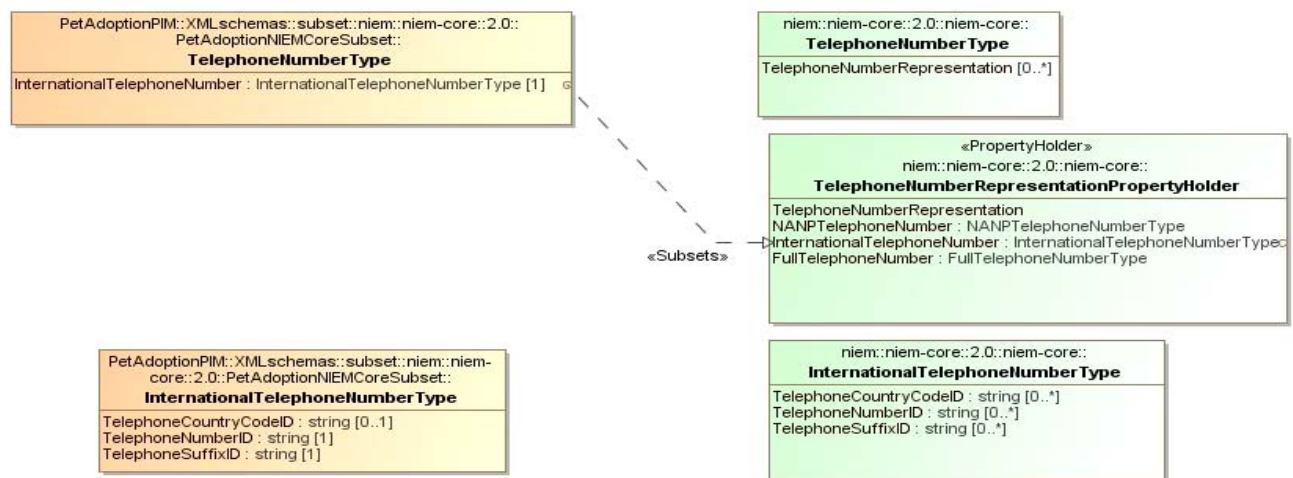 PetAdoptionPIM::XMLschemas::subset::niem::niem-core::2.0::
PetAdoptionNIEMCoreSubset::
TelephoneNumberType
InternationalTelephoneNumber : InternationalTelephoneNumberType [1]
niem::niem-core::2.0::niem-core::
TelephoneNumberType
TelephoneNumberRepresentation [0..*]
«PropertyHolder»
niem::niem-core::2.0::niem-core::
TelephoneNumberRepresentationPropertyHolder
TelephoneNumberRepresentation
NANPTelephoneNumber : NANPTelephoneNumberType
InternationalTelephoneNumber : InternationalTelephoneNumberType
FullTelephoneNumber : FullTelephoneNumberType
«Subsets»
PetAdoptionPIM::XMLschemas::subset::niem::niem-
core::2.0::PetAdoptionNIEMCoreSubset::
InternationalTelephoneNumberType
TelephoneCountryCodeID : string [0..1]
TelephoneNumberID : string [1]
TelephoneSuffixID : string [1]
niem::niem-core::2.0::niem-core::
InternationalTelephoneNumberType
TelephoneCountryCodeID : string [0..*]
TelephoneNumberID : string [0..*]
TelephoneSuffixID : string [0..*]